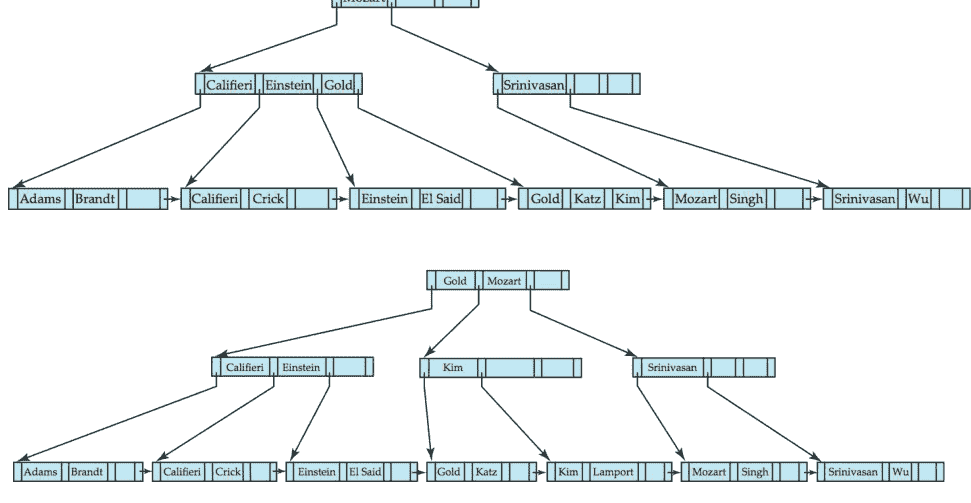 Mozart
Califieri Einstein Gold
Srinivasan
Adams Brandt
Califieri Crick
Einstein El Said
Gold Katz Kim
Mozart Singh
Srinivasan Wu
Gold Mozart
Califieri Einstein
Kim
Srinivasan
Adams Brandt
Califieri Crick
Einstein El Said
Gold Katz
Kim Lamport
Mozart Singh
Srinivasan Wu